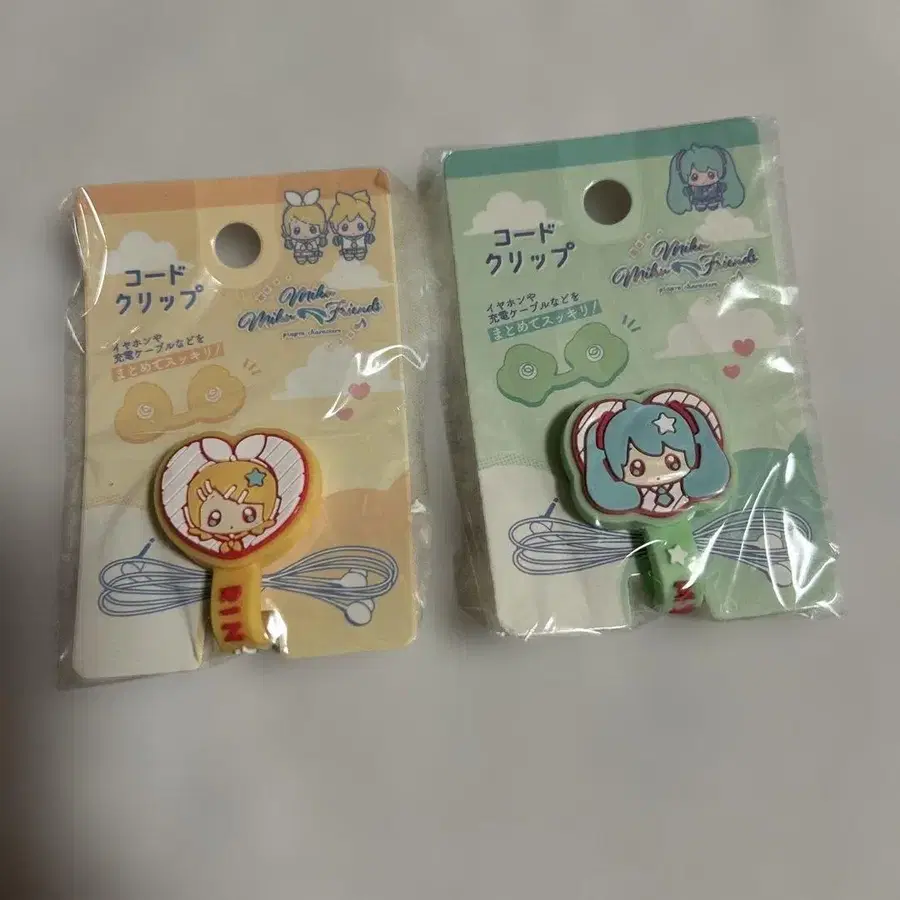 コード
クリップ
Miku
Miku Friends
イヤホンや
充電ケーブルなどを
まとめてスッキリ!
RIN
コード
クリップ
Miku
Miku Friends
イヤホンや
充電ケーブルなどを
まとめてスッキリ!